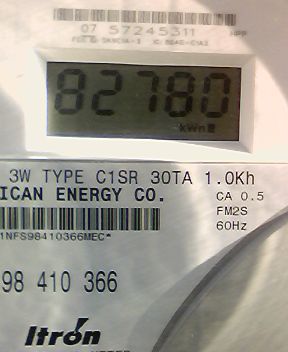 07 57245311
82780
kWh
3W TYPE C1SR 30TA 1.0Kh
ICAN ENERGY CO. CA 0.5
FM2S
1NFS98410366MEC* 60Hz
98 410 366
Itrón